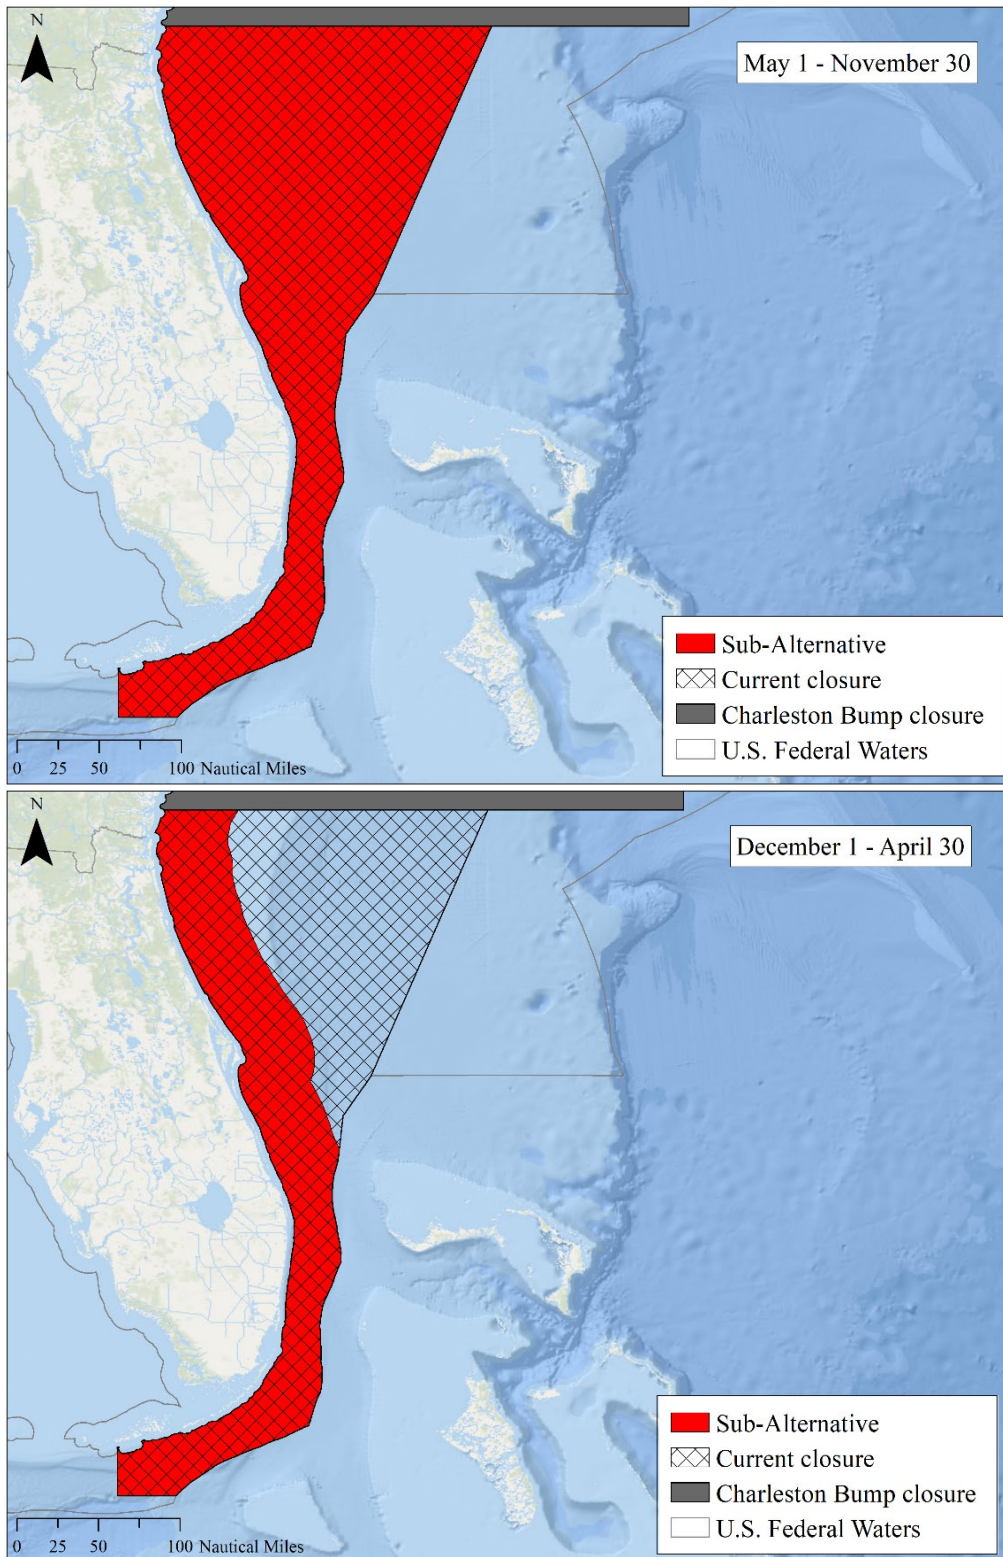 N
May 1 - November 30
Sub-Alternative
Current closure
Charleston Bump closure
U.S. Federal Waters
0 25 50 100 Nautical Miles
N
December 1 - April 30
Sub-Alternative
Current closure
Charleston Bump closure
U.S. Federal Waters
0 25 50 100 Nautical Miles